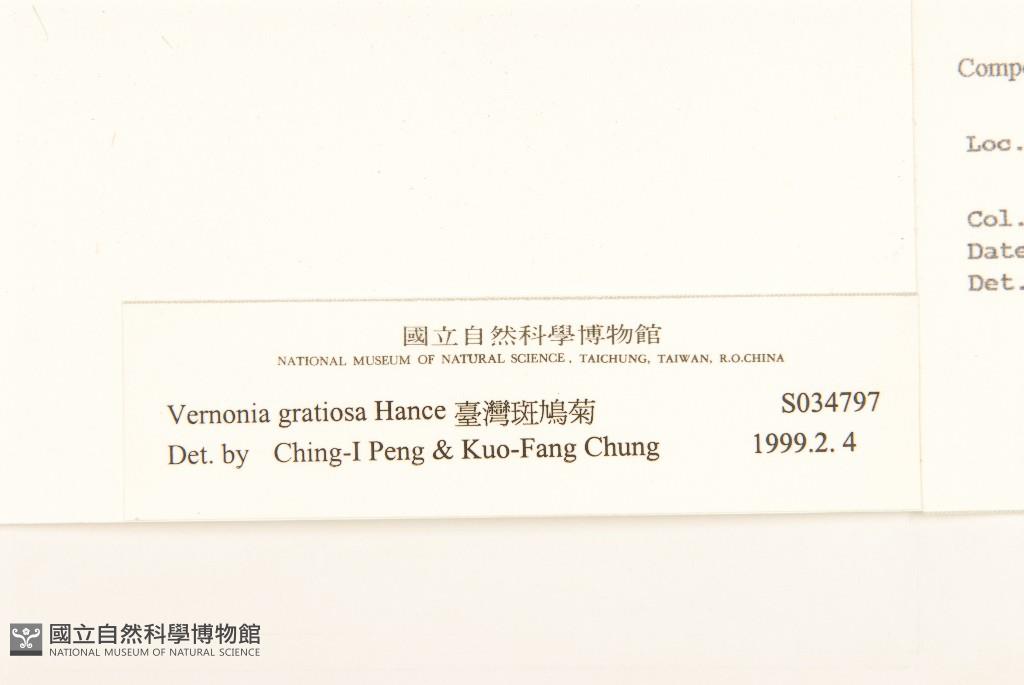 Comp
Loc.
Col.
Date
Det.
國立自然科學博物館
NATIONAL MUSEUM OF NATURAL SCIENCE, TAICHUNG, TAIWAN, R.O.CHINA
Vernonia gratiosa Hance 臺灣斑鳩菊 S034797
Det. by Ching-I Peng & Kuo-Fang Chung 1999.2. 4
國立自然科學博物館
NATIONAL MUSEUM OF NATURAL SCIENCE